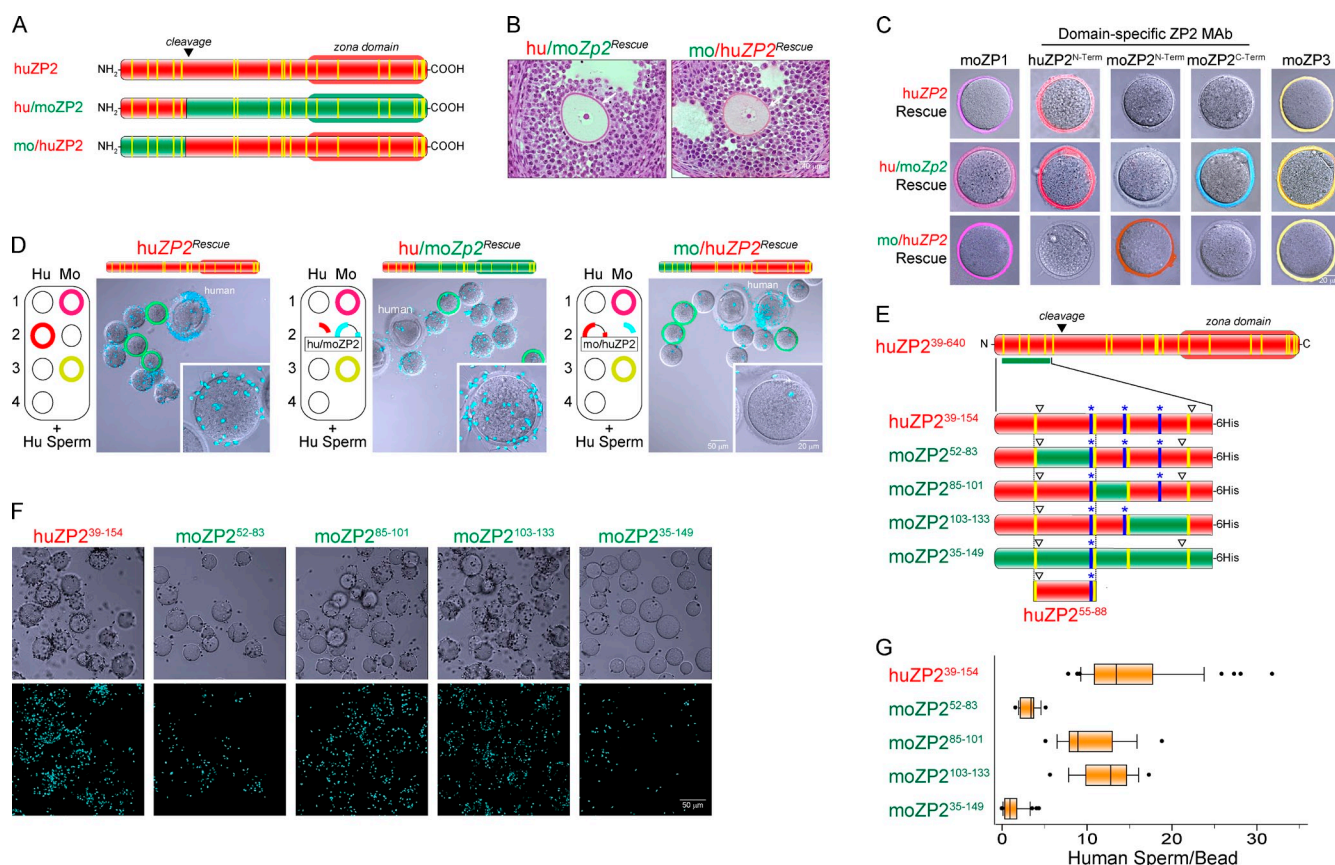 A
cleavage
zona domain
huZP2
NH2
-COOH
hu/moZP2
NH2
-COOH
mo/huZP2
NH2
-COOH
B
hu/moZp2Rescue
mo/huZP2Rescue
C
Domain-specific ZP2 MAb
moZP1
huZP2N-Term
moZP2N-Term
moZP2C-Term
moZP3
huZP2
Rescue
hu/moZp2
Rescue
mo/huZP2
Rescue
20 µm
D
huZP2Rescue
Hu Mo
1
2
3
4
+
Hu Sperm
human
hu/moZp2Rescue
Hu Mo
1
2
hu/moZP2
3
4
+
Hu Sperm
human
mo/huZP2Rescue
Hu Mo
1
2
mo/huZP2
3
4
+
Hu Sperm
human
50 µm
20 µm
E
cleavage
zona domain
huZP239-640
N
C
huZP239-154
-6His
moZP252-83
-6His
moZP285-101
-6His
moZP2103-133
-6His
moZP235-149
-6His
huZP255-88
F
huZP239-154
moZP252-83
moZP285-101
moZP2103-133
moZP235-149
50 µm
G
huZP239-154
moZP252-83
moZP285-101
moZP2103-133
moZP235-149
0 10 20 30
Human Sperm/Bead